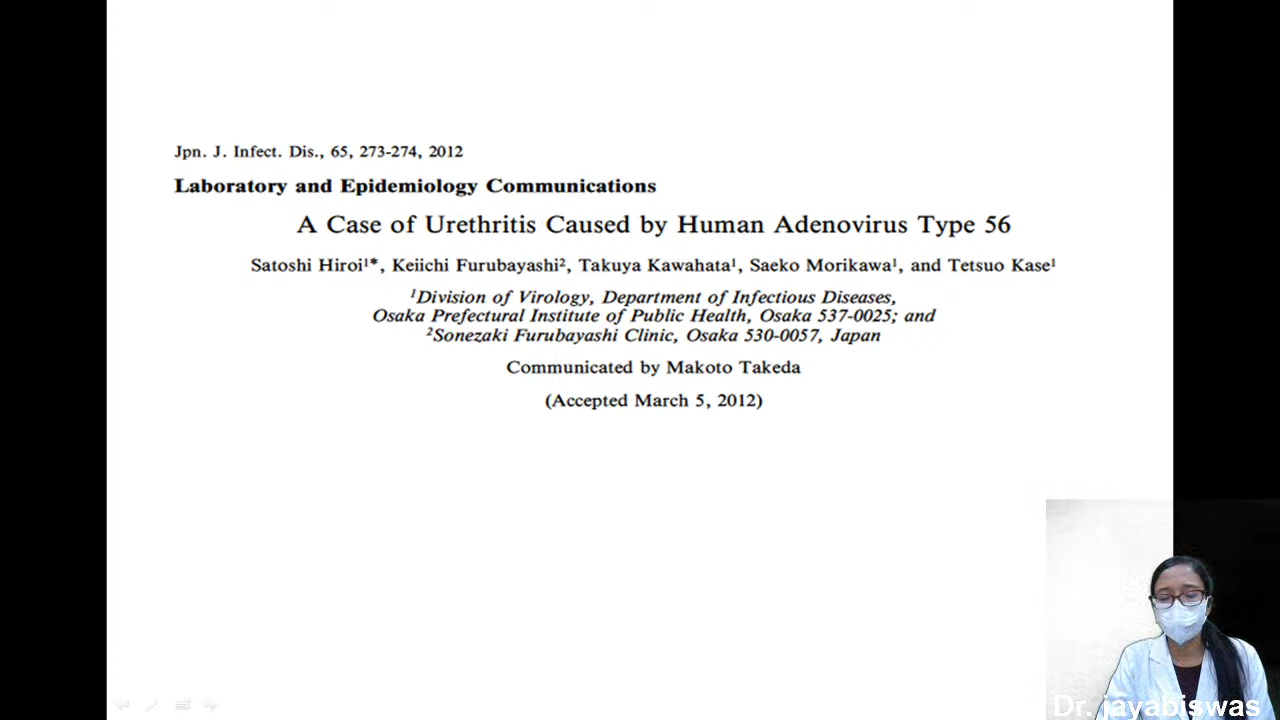 Jpn. J. Infect. Dis., 65, 273-274, 2012
Laboratory and Epidemiology Communications
A Case of Urethritis Caused by Human Adenovirus Type 56
Satoshi Hiroi¹*, Keiichi Furubayashi², Takuya Kawahata¹, Saeko Morikawa¹, and Tetsuo Kase¹
¹Division of Virology, Department of Infectious Diseases,
Osaka Prefectural Institute of Public Health, Osaka 537-0025; and
²Sonezaki Furubayashi Clinic, Osaka 530-0057, Japan
Communicated by Makoto Takeda
(Accepted March 5, 2012)
Dr. jayabiswas